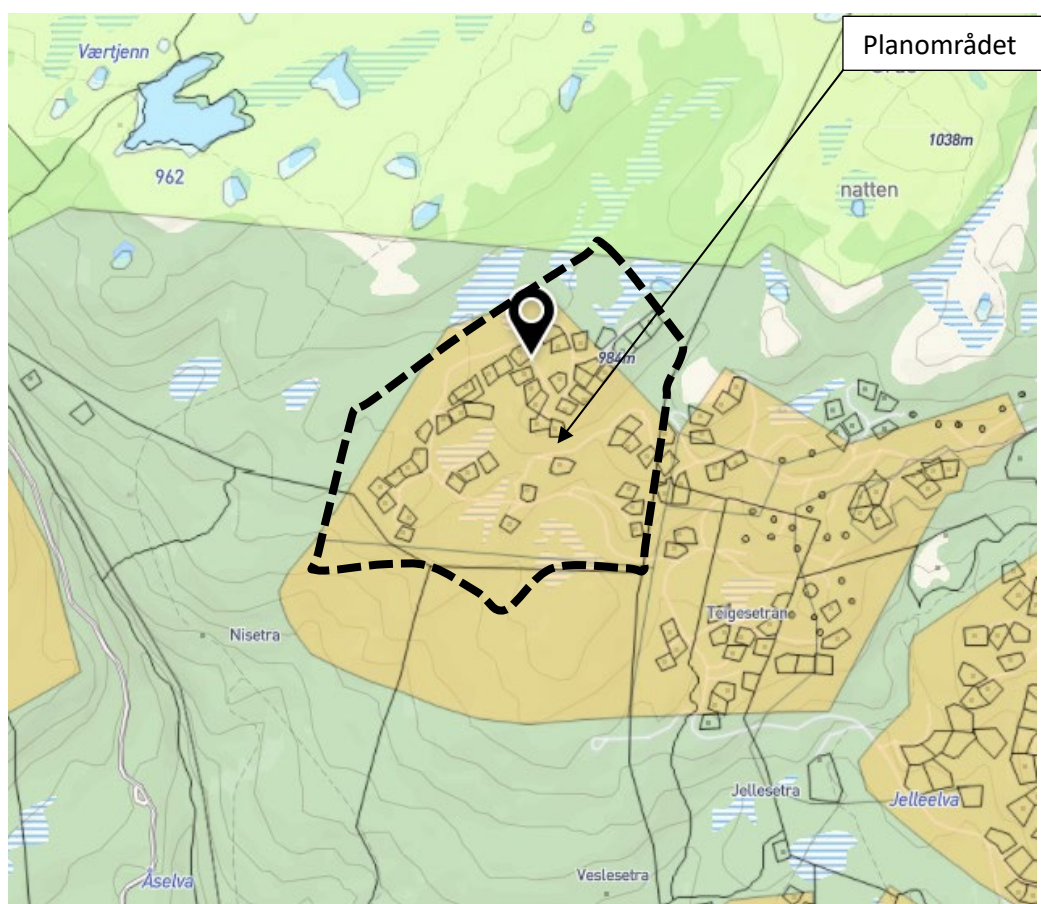 Værtjenn
Planområdet
1038m
962
natten
984m
Teigesetran
Nisetra
Jellesetra
Jelleelva
Åselva
Veslesetra